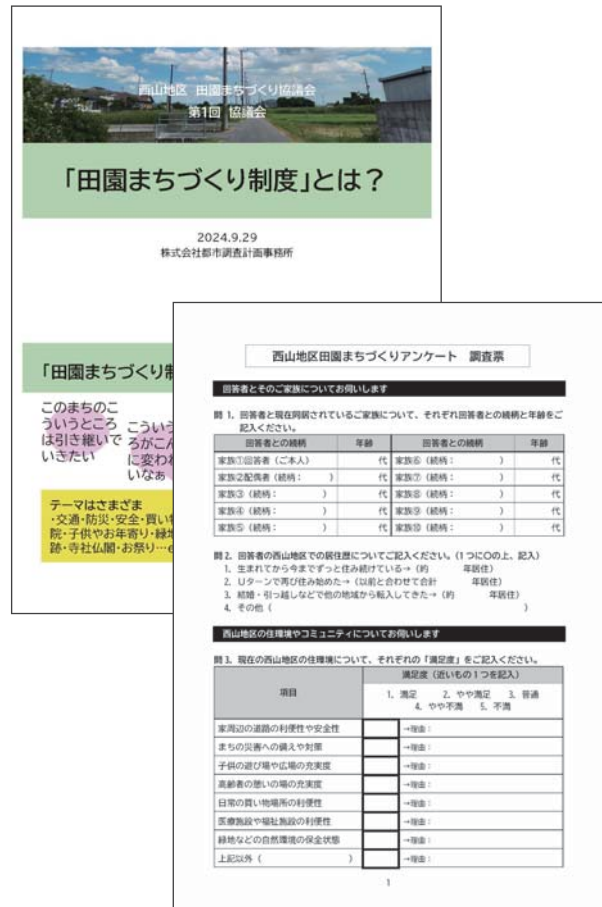 西山地区 田園まちづくり協議会
第1回 協議会
「田園まちづくり制度」とは？
2024.9.29
株式会社都市調査計画事務所
「田園まちづくり制
このまちのこ
ういうところ
は引き継いで
いきたい
こういう
ろがこん
に変われ
いなぁ
テーマはさまざま
・交通・防災・安全・買い物
院・子供やお年寄り・緑地
跡・寺社仏閣・お祭り…e
西山地区田園まちづくりアンケート 調査票
回答者とそのご家族についてお伺いします
問 1、回答者と現在同居されているご家族について、それぞれ回答者との続柄と年齢をご
記入ください。
回答者との続柄 年齢 回答者との続柄 年齢
家族①回答者（ご本人） 代 家族⑥（続柄： ） 代
家族②配偶者（続柄： ） 代 家族⑦（続柄： ） 代
家族③（続柄： ） 代 家族⑧（続柄： ） 代
家族④（続柄： ） 代 家族⑨（続柄： ） 代
家族⑤（続柄： ） 代 家族⑩（続柄： ） 代
問2、回答者の西山地区での居住歴についてご記入ください。（1つに〇の上、記入）
1、生まれてから今までずっと住み続けている→（約 年居住）
2、Uターンで再び住み始めた→（以前と合わせて合計 年居住）
3、結婚・引っ越しなどで他の地域から転入してきた→（約 年居住）
4、その他（ ）
西山地区の住環境やコミュニティについてお伺いします
問3、現在の西山地区の住環境について、それぞれの「満足度」をご記入ください。
項目
満足度（近いもの1つを記入）
1、満足 2、やや満足 3、普通
4、やや不満 5、不満
家周辺の道路の利便性や安全性 →理由：
まちの災害への備えや対策 →理由：
子供の遊び場や広場の充実度 →理由：
高齢者の憩いの場の充実度 →理由：
日常の買い物場所の利便性 →理由：
医療施設や福祉施設の利便性 →理由：
緑地などの自然環境の保全状態 →理由：
上記以外（ ） →理由：
1